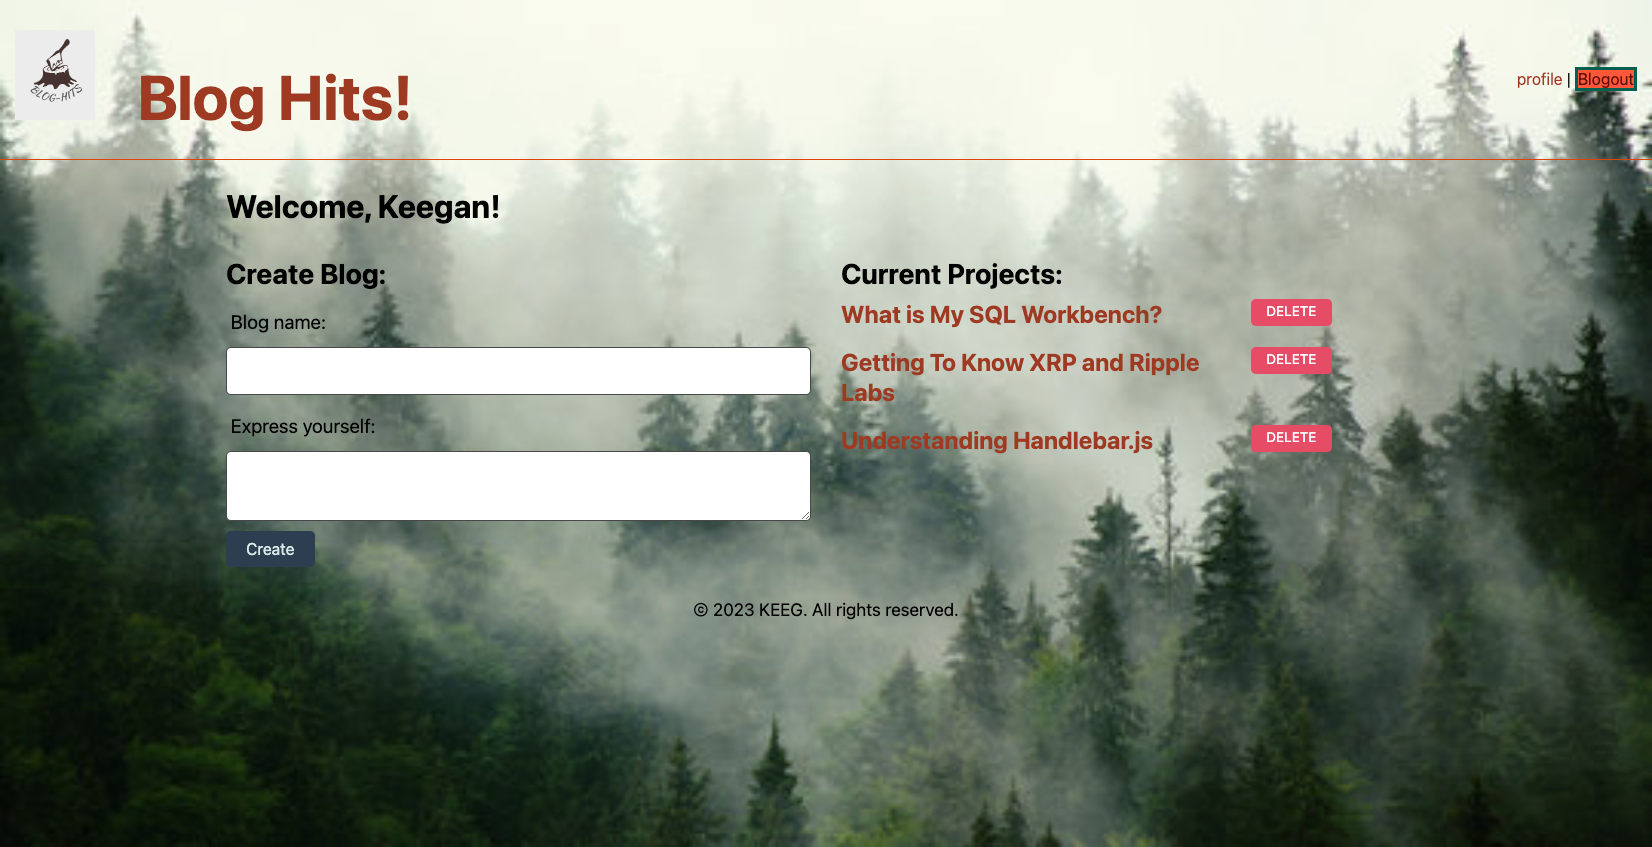 BLOG-HITS
Blog Hits!
profile | Blogout
Welcome, Keegan!
Create Blog:
Blog name:
Express yourself:
Create
Current Projects:
What is My SQL Workbench?
DELETE
Getting To Know XRP and Ripple
Labs
DELETE
Understanding Handlebar.js
DELETE
© 2023 KEEG. All rights reserved.